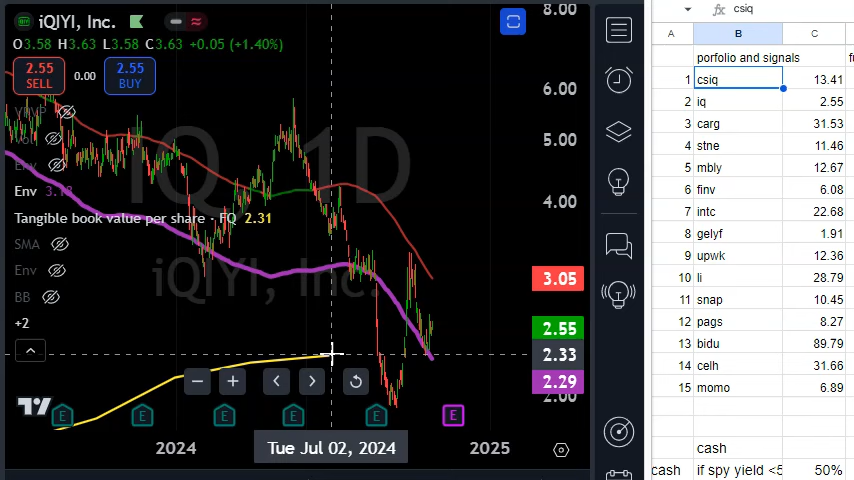 iQIYI, Inc.
O3.58 H3.63 L3.58 C3.63 +0.05 (+1.40%)
2.55 SELL
0.00
2.55 BUY
Env
Env 3.18
Tangible book value per share · FQ 2.31
SMA
Env
BB
+2
IQ, 1D
iQIYI, Inc.
8.00
6.00
5.00
4.00
3.05
2.55
2.33
2.29
2.00
E E E E E E
2024
Tue Jul 02, 2024
2025
fx csiq
A B C
porfolio and signals
1 csiq 13.41
2 iq 2.55
3 carg 31.53
4 stne 11.46
5 mbly 12.67
6 finv 6.08
7 intc 22.68
8 gelyf 1.91
9 upwk 12.36
10 li 28.79
11 snap 10.45
12 pags 8.27
13 bidu 89.79
14 celh 31.66
15 momo 6.89
cash
cash if spy yield <5 50%